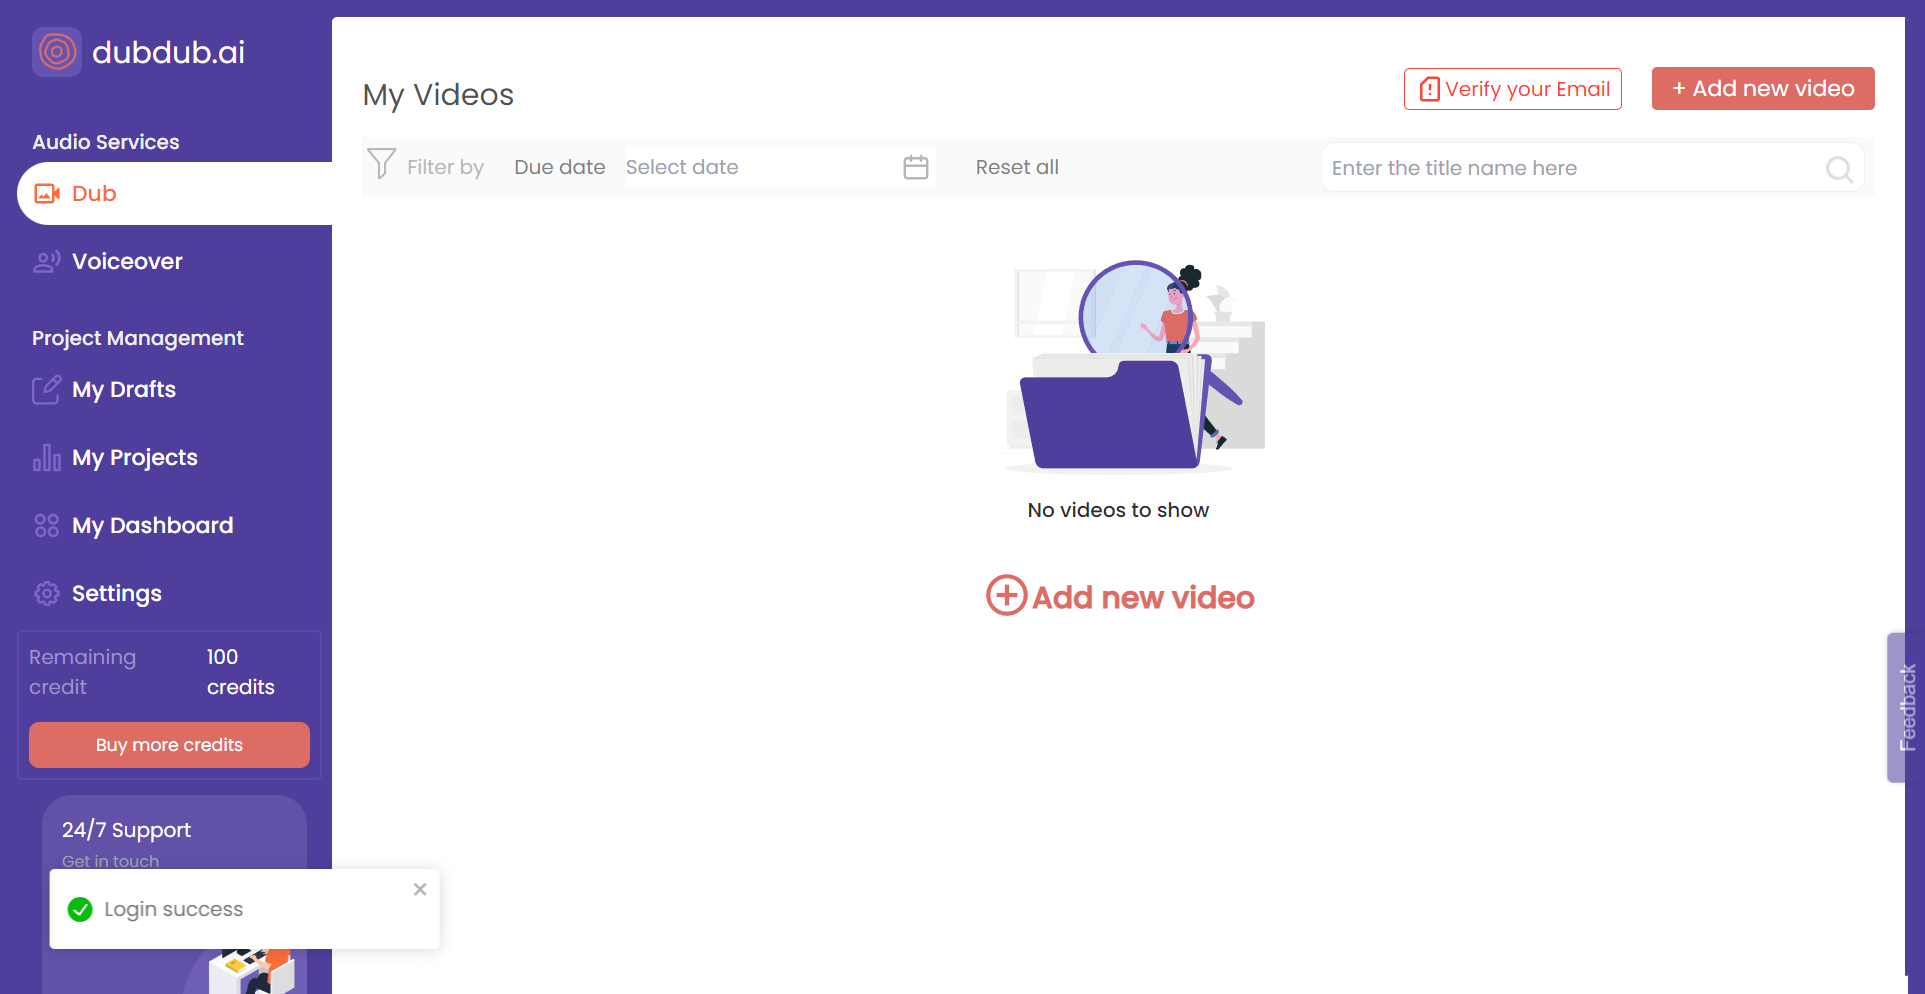 dubdub.ai
Audio Services
Dub
Voiceover
Project Management
My Drafts
My Projects
My Dashboard
Settings
Remaining credit
100 credits
Buy more credits
24/7 Support
Get in touch
Login success
My Videos
Verify your Email
+ Add new video
Filter by
Due date
Select date
Reset all
Enter the title name here
No videos to show
Add new video
Feedback